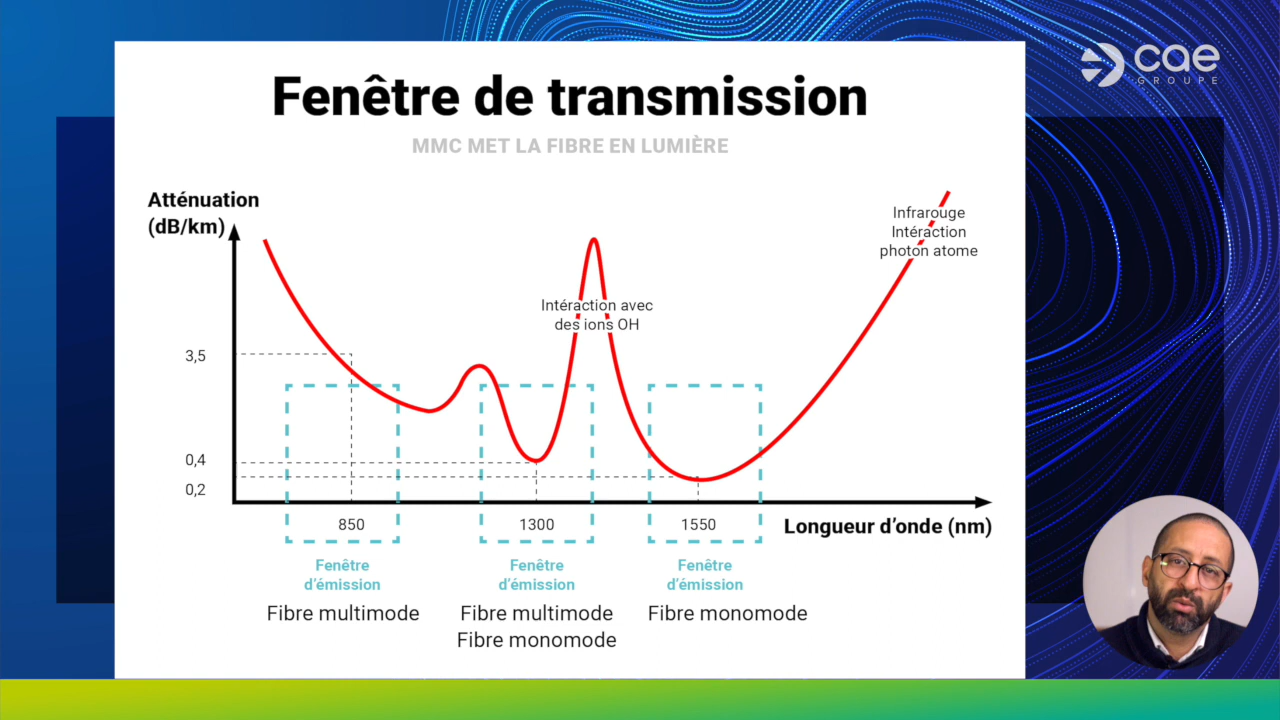 cae
GROUPE
Fenêtre de transmission
MMC MET LA FIBRE EN LUMIÈRE
Atténuation
(dB/km)
Infrarouge
Intéraction
photon atome
Intéraction avec
des ions OH
3,5
0,4
0,2
850
1300
1550
Longueur d’onde (nm)
Fenêtre
d’émission
Fibre multimode
Fenêtre
d’émission
Fibre multimode
Fibre monomode
Fenêtre
d’émission
Fibre monomode